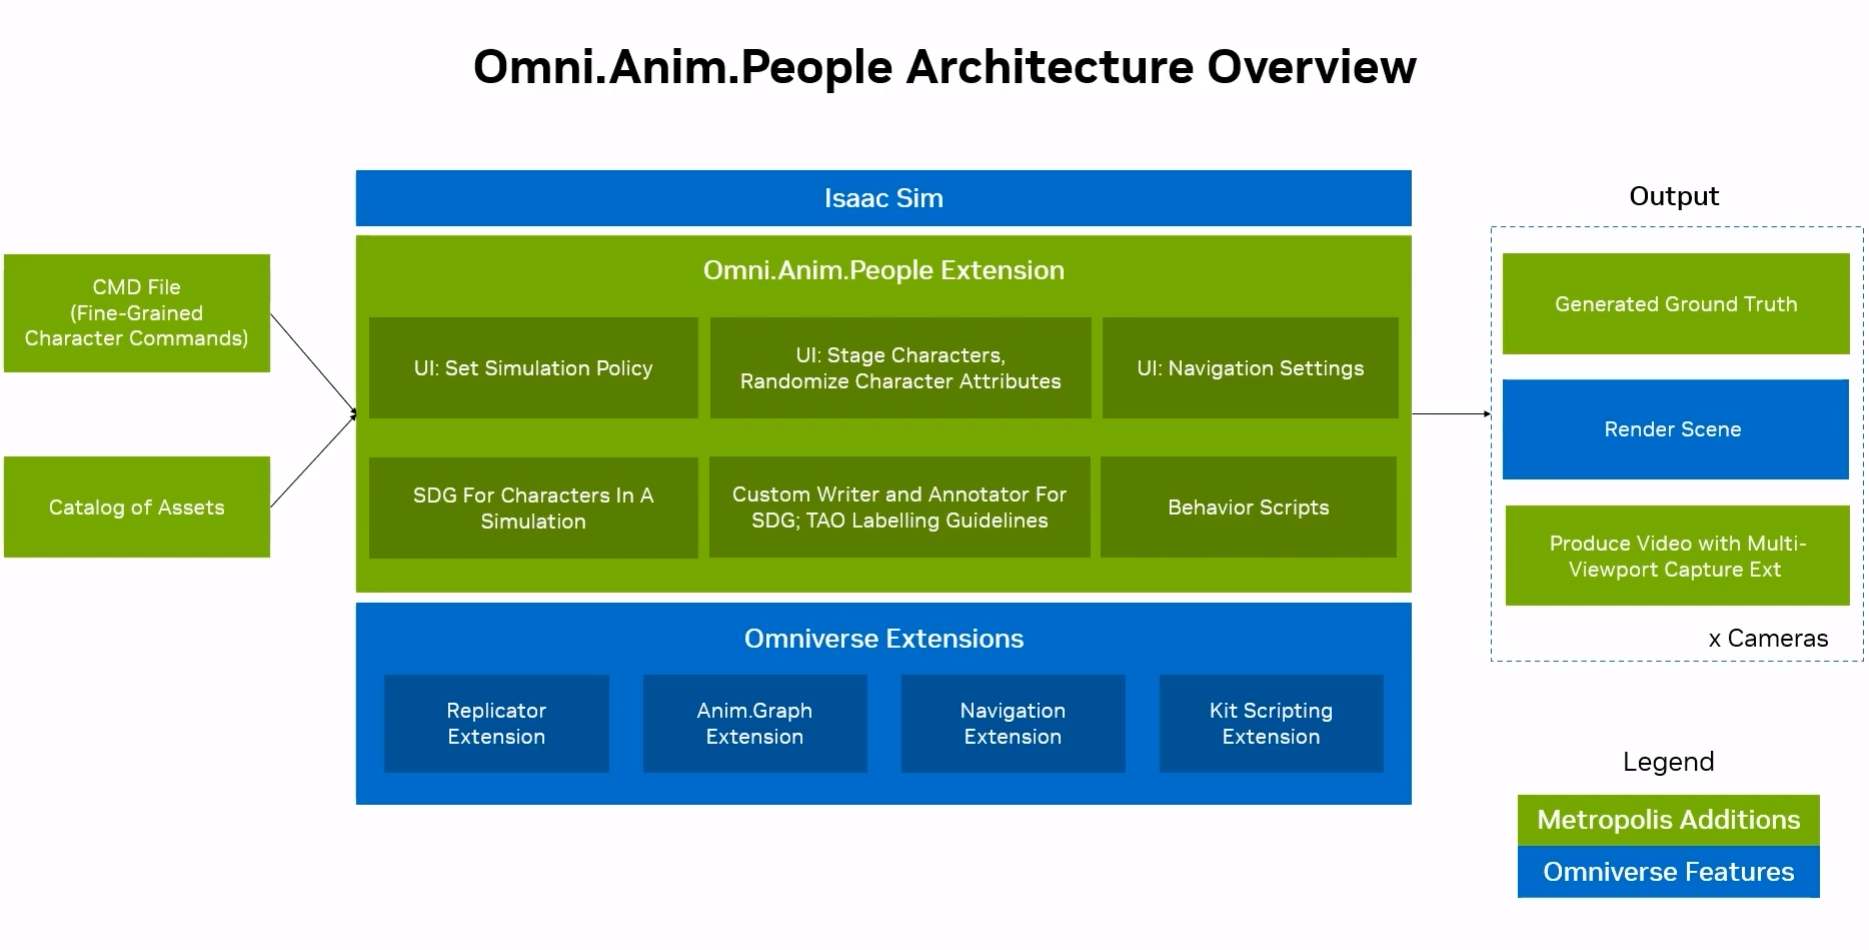 Omni.Anim.People Architecture Overview
CMD File
(Fine-Grained
Character Commands)
Catalog of Assets
Isaac Sim
Omni.Anim.People Extension
UI: Set Simulation Policy
UI: Stage Characters,
Randomize Character Attributes
UI: Navigation Settings
SDG For Characters In A
Simulation
Custom Writer and Annotator For
SDG; TAO Labelling Guidelines
Behavior Scripts
Omniverse Extensions
Replicator
Extension
Anim.Graph
Extension
Navigation
Extension
Kit Scripting
Extension
Output
Generated Ground Truth
Render Scene
Produce Video with Multi-
Viewport Capture Ext
x Cameras
Legend
Metropolis Additions
Omniverse Features